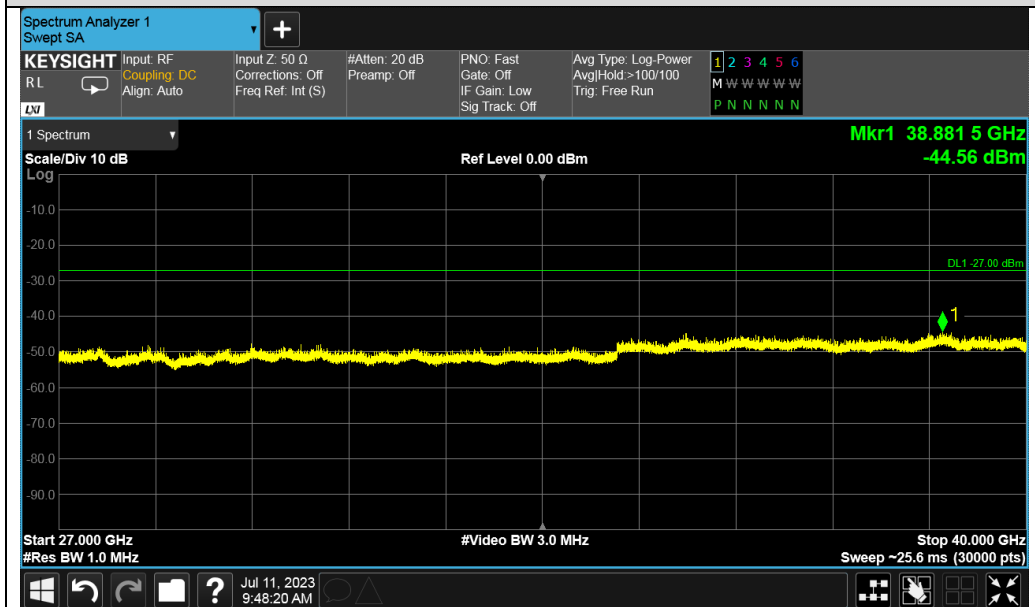 Spectrum Analyzer 1
Swept SA
+
KEYSIGHT
RL
LXI
Input: RF
Coupling: DC
Align: Auto
Input Z: 50 Ω
Corrections: Off
Freq Ref: Int (S)
#Atten: 20 dB
Preamp: Off
PNO: Fast
Gate: Off
IF Gain: Low
Sig Track: Off
Avg Type: Log-Power
Avg|Hold:>100/100
Trig: Free Run
1 2 3 4 5 6
M W W W W W
P N N N N N
1 Spectrum
Mkr1 38.881 5 GHz
-44.56 dBm
Scale/Div 10 dB
Ref Level 0.00 dBm
Log
-10.0
-20.0
DL1 -27.00 dBm
-30.0
-40.0
1
-50.0
-60.0
-70.0
-80.0
-90.0
Start 27.000 GHz
#Video BW 3.0 MHz
Stop 40.000 GHz
#Res BW 1.0 MHz
Sweep ~25.6 ms (30000 pts)
?
Jul 11, 2023
9:48:20 AM